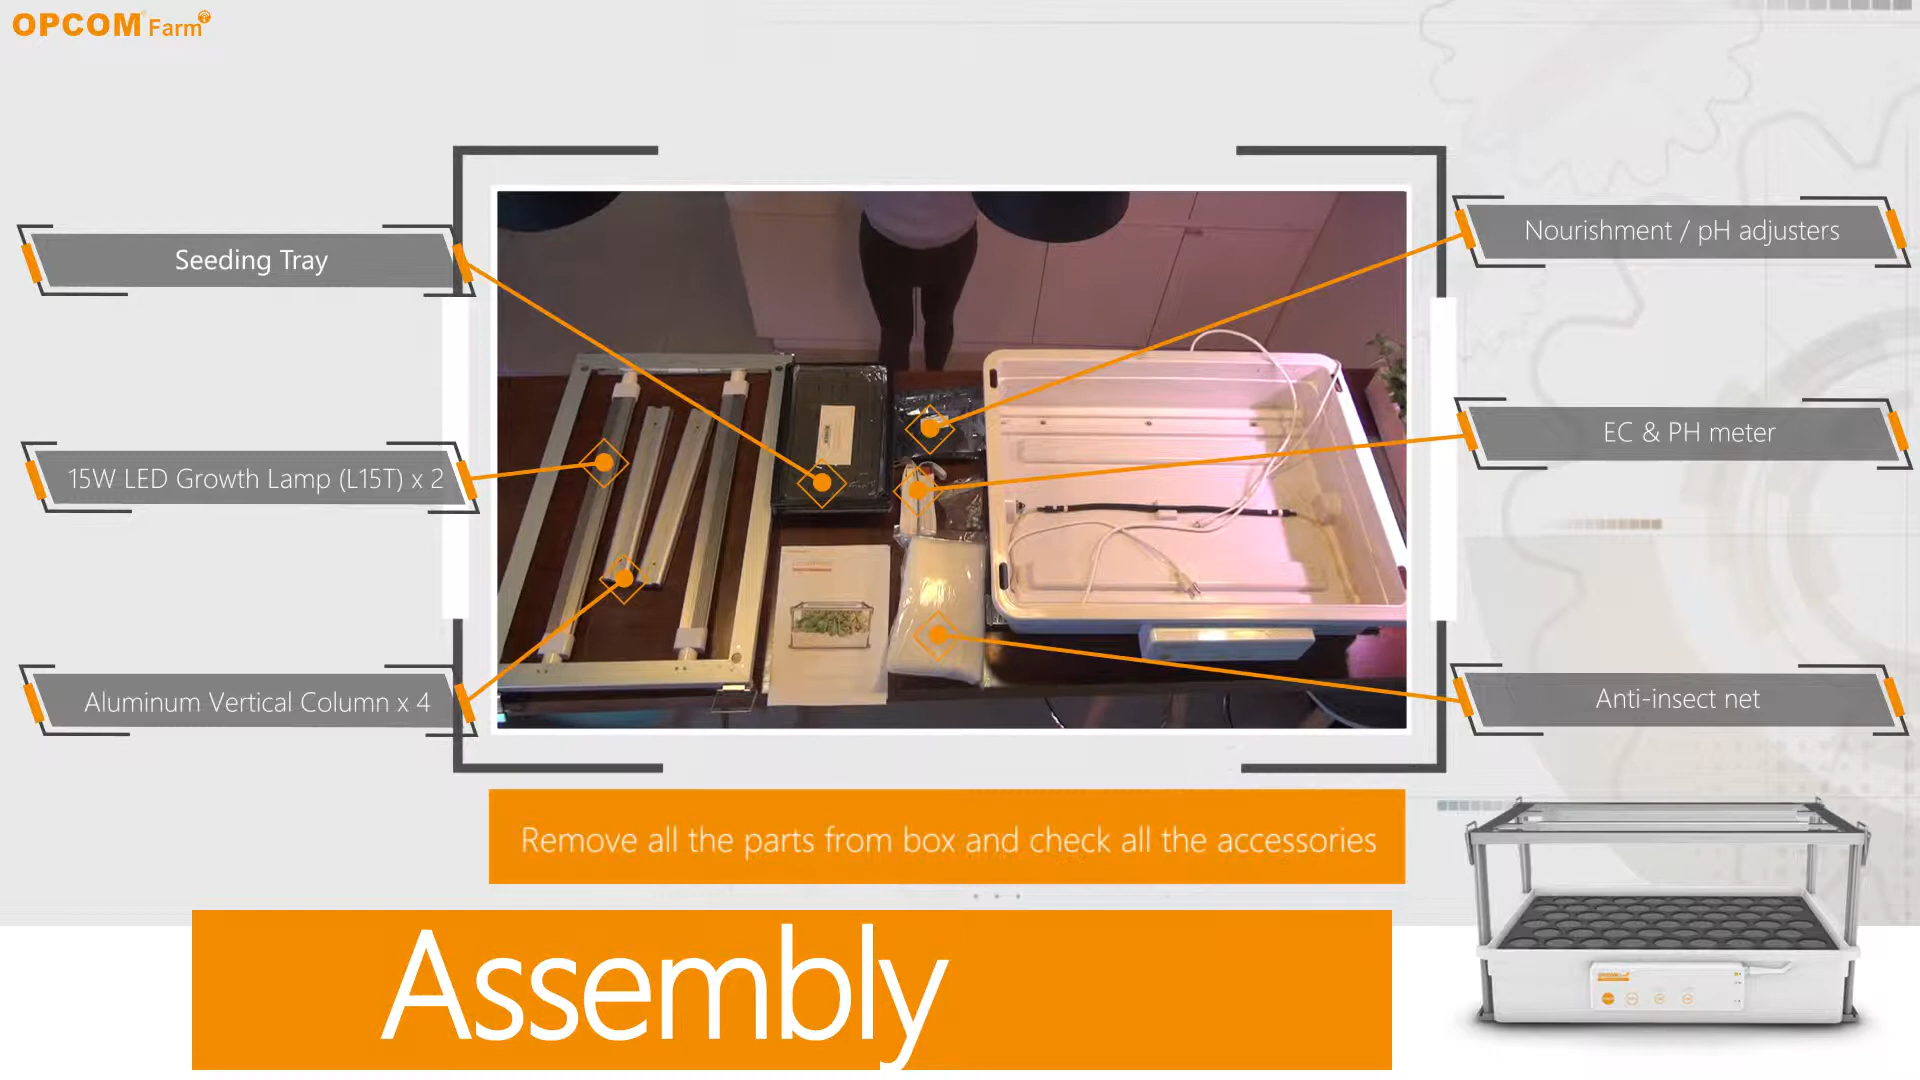 OPCOM Farm
Seeding Tray
15W LED Growth Lamp (L15T) x 2
Aluminum Vertical Column x 4
Nourishment / pH adjusters
EC & PH meter
Anti-insect net
Remove all the parts from box and check all the accessories
Assembly